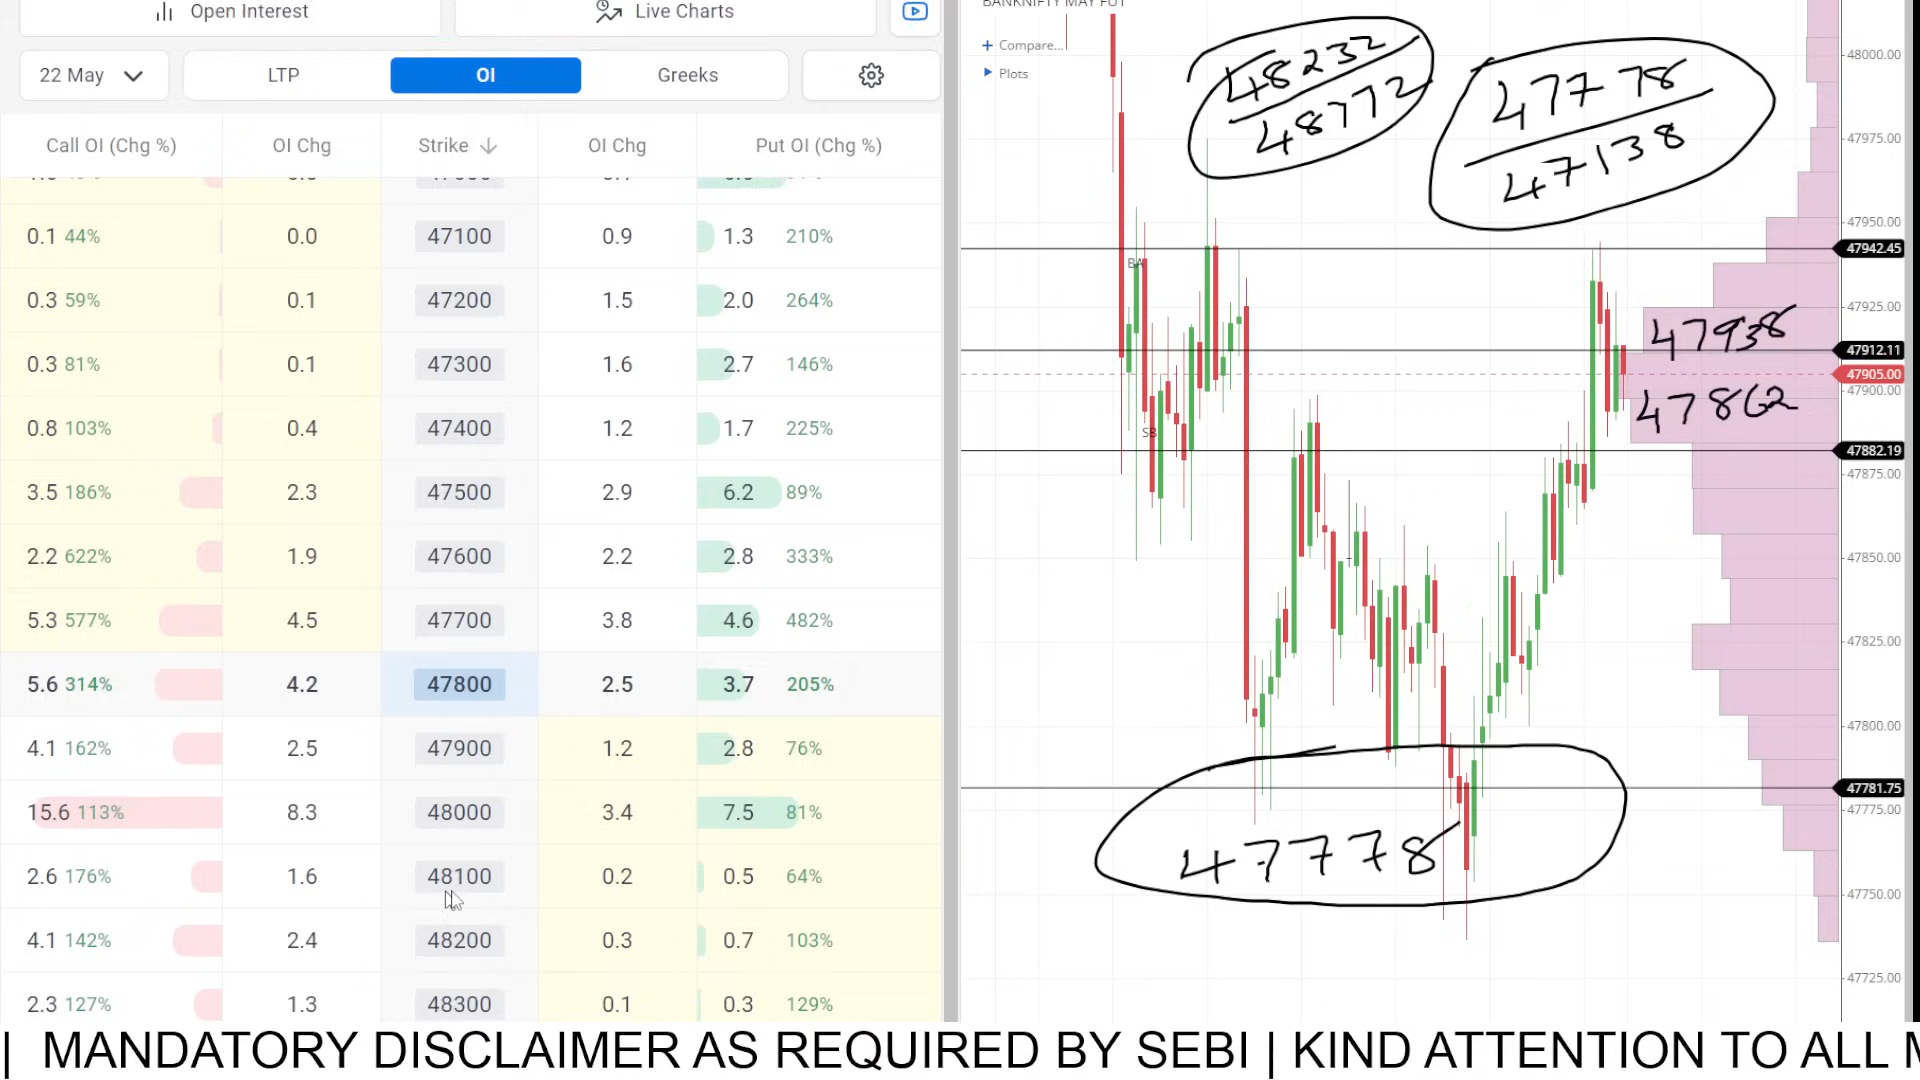 Open Interest
Live Charts
22 May
LTP
OI
Greeks
Call OI (Chg %)
OI Chg
Strike
OI Chg
Put OI (Chg %)
0.1 44% 0.0 47100 0.9 1.3 210%
0.3 59% 0.1 47200 1.5 2.0 264%
0.3 81% 0.1 47300 1.6 2.7 146%
0.8 103% 0.4 47400 1.2 1.7 225%
3.5 186% 2.3 47500 2.9 6.2 89%
2.2 622% 1.9 47600 2.2 2.8 333%
5.3 577% 4.5 47700 3.8 4.6 482%
5.6 314% 4.2 47800 2.5 3.7 205%
4.1 162% 2.5 47900 1.2 2.8 76%
15.6 113% 8.3 48000 3.4 7.5 81%
2.6 176% 1.6 48100 0.2 0.5 64%
4.1 142% 2.4 48200 0.3 0.7 103%
2.3 127% 1.3 48300 0.1 0.3 129%
BANKNIFTY MAY FUT
Compare...
Plots
48232
48772
47778
47138
BA
SB
47938
47862
47778
48000.00
47975.00
47950.00
47942.45
47925.00
47912.11
47905.00
47900.00
47882.19
47875.00
47850.00
47825.00
47800.00
47781.75
47775.00
47750.00
47725.00
| MANDATORY DISCLAIMER AS REQUIRED BY SEBI | KIND ATTENTION TO ALL